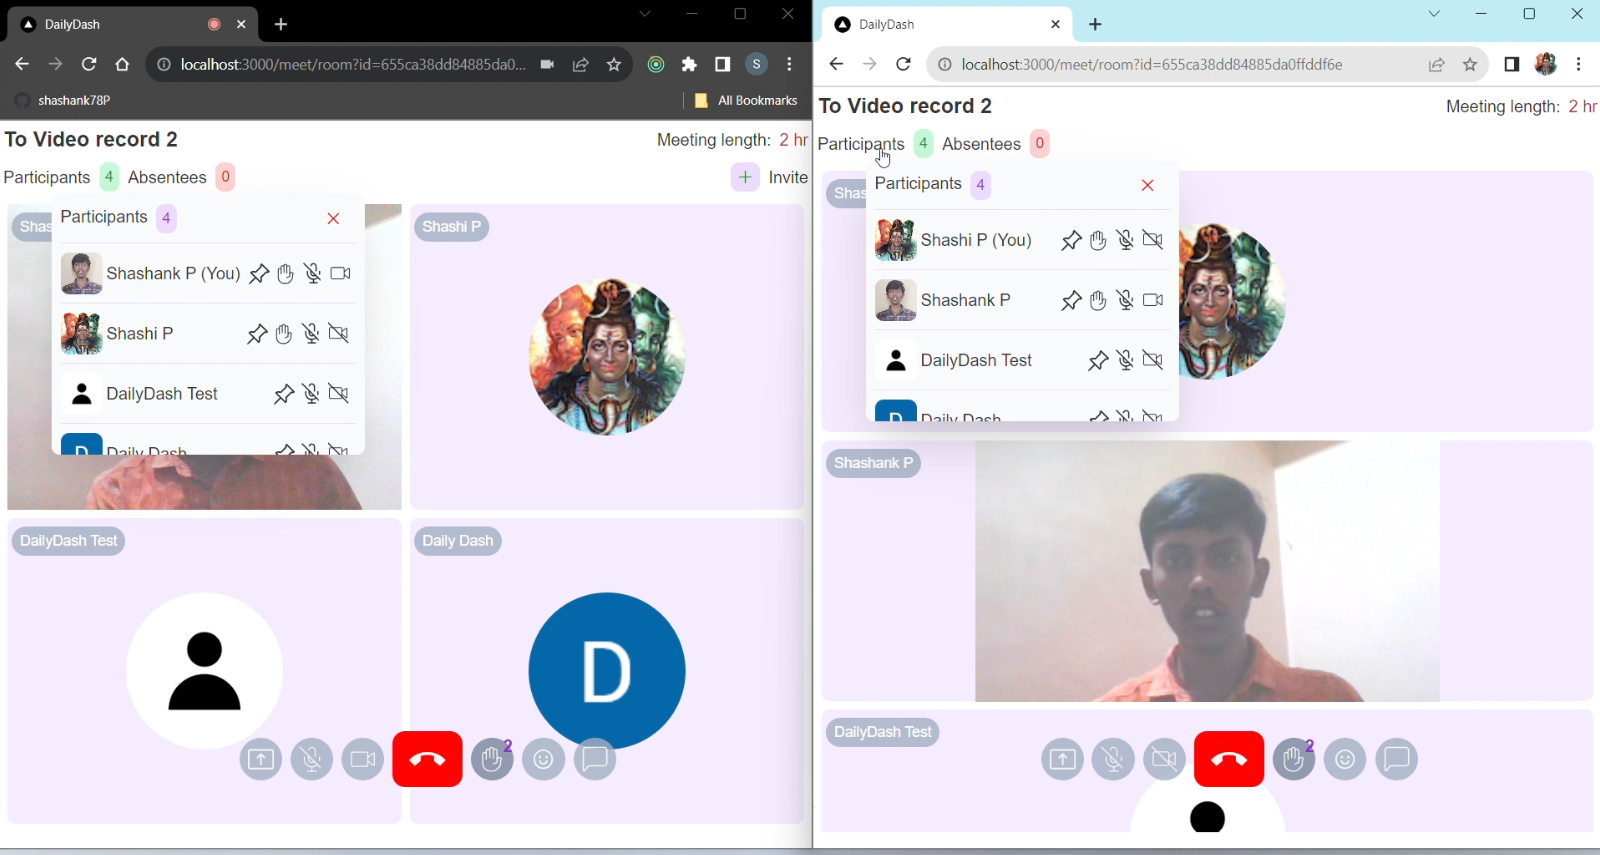 DailyDash
localhost:3000/meet/room?id=655ca38dd84885da0...
S
shashank78P
All Bookmarks
To Video record 2
Meeting length: 2 hr
Participants 4 Absentees 0
+ Invite
Shas
Participants 4
Shashank P (You)
Shashi P
DailyDash Test
D Daily Dash
Shashi P
DailyDash Test
Daily Dash
D
2
DailyDash
localhost:3000/meet/room?id=655ca38dd84885da0ffddf6e
To Video record 2
Meeting length: 2 hr
Participants 4 Absentees 0
Shas
Participants 4
Shashi P (You)
Shashank P
DailyDash Test
D Daily Dash
Shashank P
DailyDash Test
2